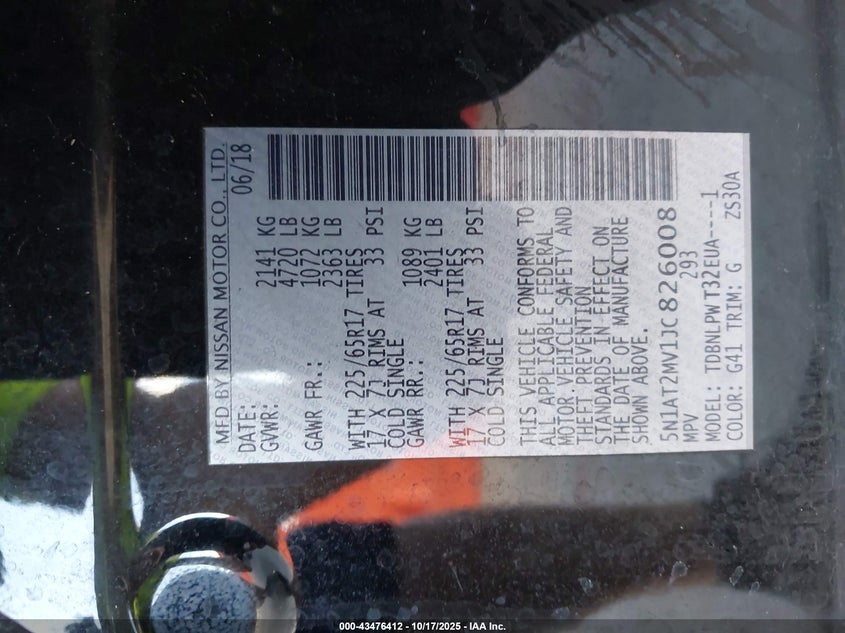 MFD BY NISSAN MOTOR CO., LTD.
DATE: 06/18
GVWR: 2141 KG
4720 LB
GAWR FR.: 1072 KG
2363 LB
WITH 225/65R17 TIRES
17 X 7J RIMS AT 33 PSI
COLD SINGLE
GAWR RR.: 1089 KG
2401 LB
WITH 225/65R17 TIRES
17 X 7J RIMS AT 33 PSI
COLD SINGLE
THIS VEHICLE CONFORMS TO
ALL APPLICABLE FEDERAL
MOTOR VEHICLE SAFETY AND
THEFT PREVENTION
STANDARDS IN EFFECT ON
THE DATE OF MANUFACTURE
SHOWN ABOVE.
5N1AT2MV1JC826008
MPV 293
MODEL: TDBNLPW T32EUA----1
COLOR: G41 TRIM: G ZS30A
000-43476412 - 10/17/2025 - IAA Inc.